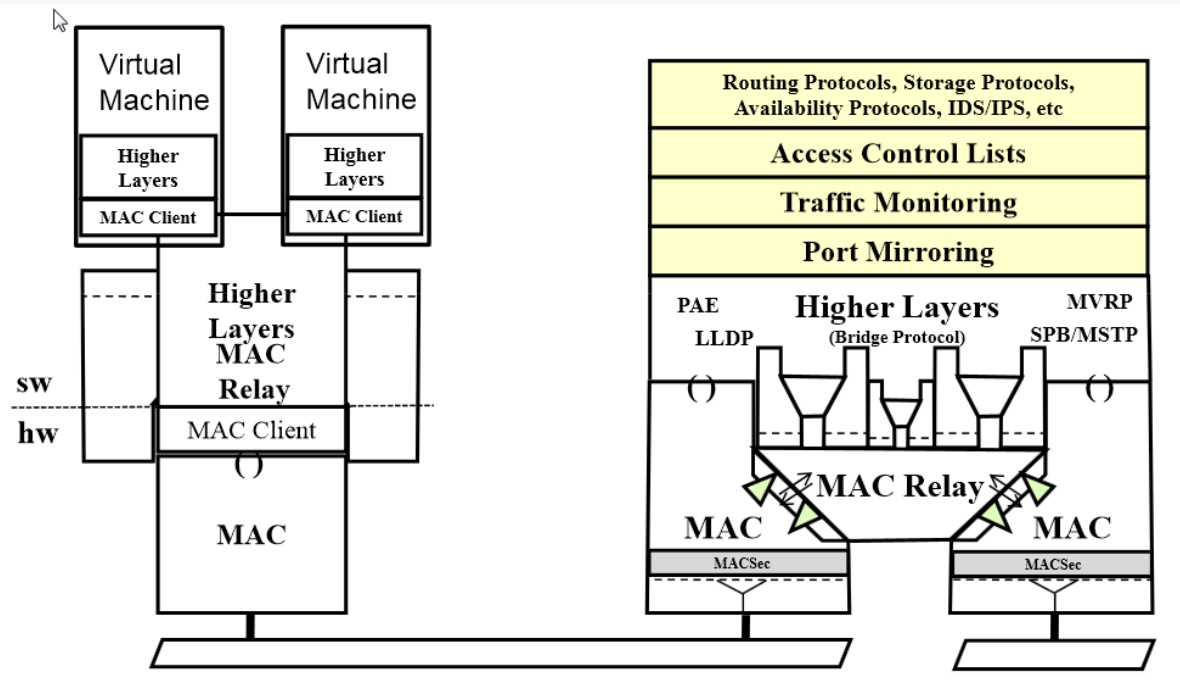 Virtual
Machine
Higher
Layers
MAC Client
Virtual
Machine
Higher
Layers
MAC Client
Higher
Layers
MAC
Relay
sw
hw
MAC Client
( )
MAC
Routing Protocols, Storage Protocols,
Availability Protocols, IDS/IPS, etc
Access Control Lists
Traffic Monitoring
Port Mirroring
PAE
LLDP
Higher Layers
(Bridge Protocol)
MVRP
SPB/MSTP
( )
( )
MAC Relay
MAC
MAC
MACSec
MACSec